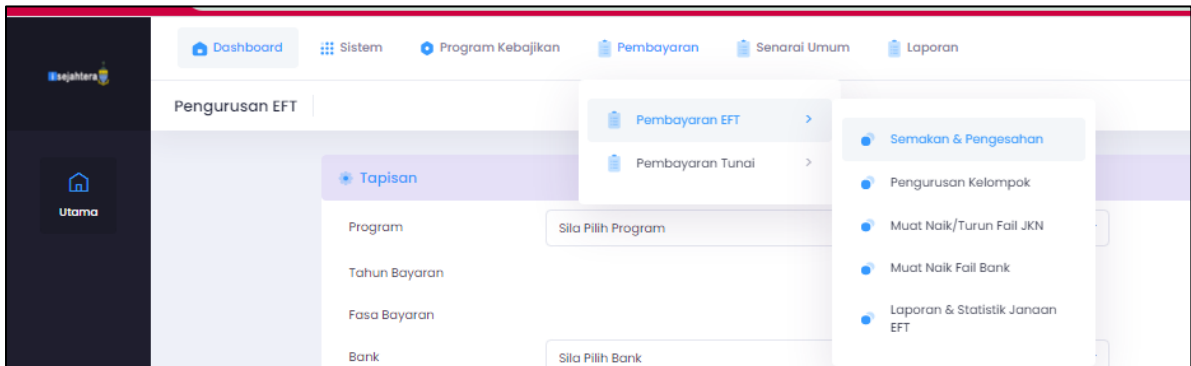 isejahtera
Dashboard Sistem Program Kebajikan Pembayaran Senarai Umum Laporan
Pengurusan EFT
Pembayaran EFT
Pembayaran Tunai
Semakan & Pengesahan
Pengurusan Kelompok
Muat Naik/Turun Fail JKN
Muat Naik Fail Bank
Laporan & Statistik Janaan
EFT
Utama
Tapisan
Program Sila Pilih Program
Tahun Bayaran
Fasa Bayaran
Bank Sila Pilih Bank